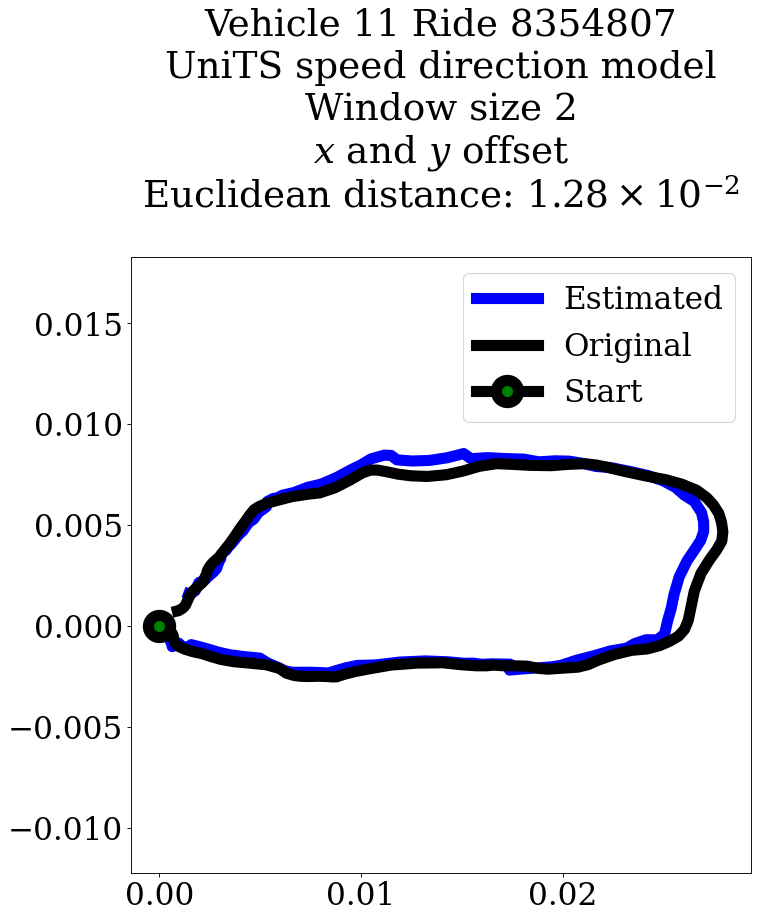 Vehicle 11 Ride 8354807
UniTS speed direction model
Window size 2
x and y offset
Euclidean distance: 1.28 × 10⁻²
Estimated
Original
Start
0.015
0.010
0.005
0.000
−0.005
−0.010
0.00 0.01 0.02